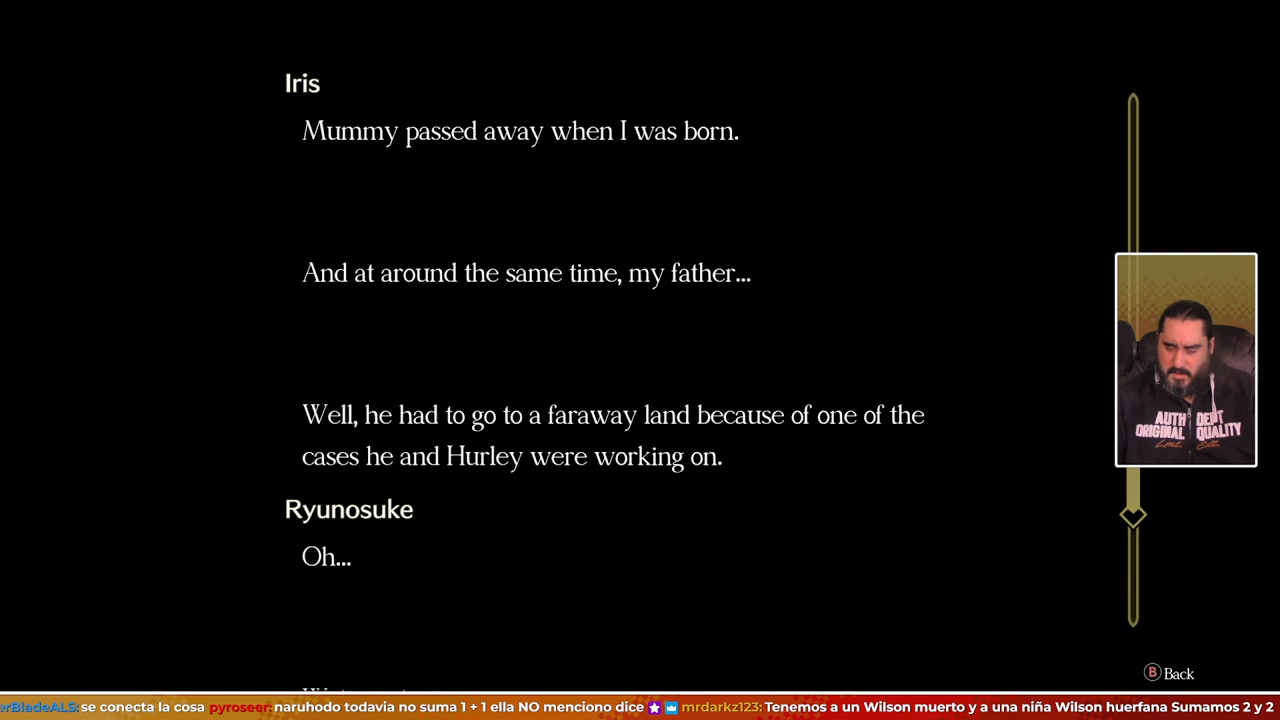 Iris
Mummy passed away when I was born.
And at around the same time, my father...
Well, he had to go to a faraway land because of one of the
cases he and Hurley were working on.
Ryunosuke
Oh...
AUTH DEPT
ORIGINAL QUALITY
B Back
erBladeALS: se conecta la cosa pyroseer: naruhodo todavia no suma 1 + 1 ella NO menciono dice mrdarkz123: Tenemos a un Wilson muerto y a una niña Wilson huerfana Sumamos 2 y 2